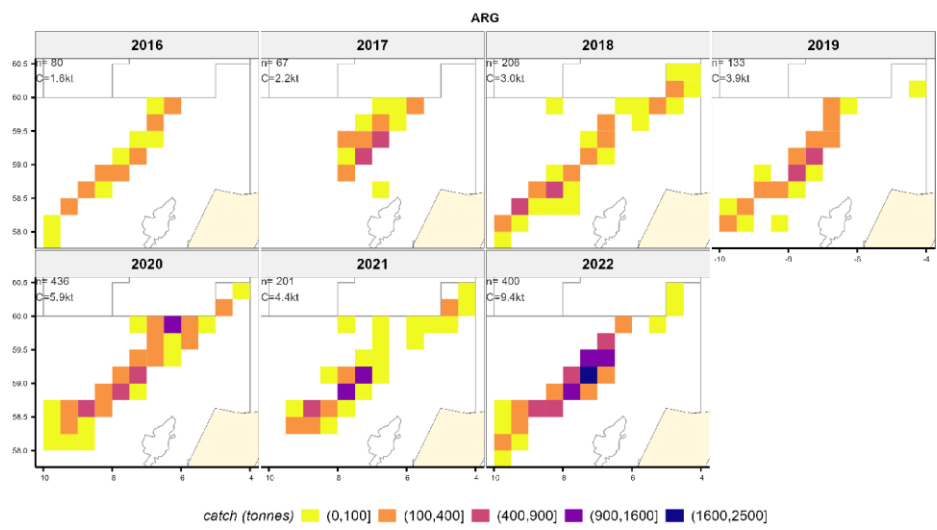 ARG
2016 2017 2018 2019
n= 80 n= 67 n= 206 n= 133
C=1.6kt C=2.2kt C=3.0kt C=3.9kt
60.5
60.0
59.5
59.0
58.5
58.0
-10 -8 -6 -4
2020 2021 2022
n= 436 n= 201 n= 400
C=5.9kt C=4.4kt C=9.4kt
60.5
60.0
59.5
59.0
58.5
58.0
10 8 6 4 10 8 6 4 10 8 6 4
catch (tonnes) (0,100] (100,400] (400,900] (900,1600] (1600,2500]